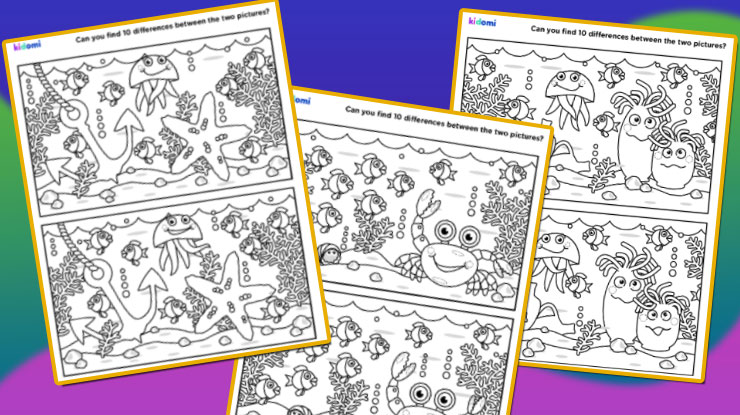 kidomi
Can you find 10 differences between the two pictures?
omi
Can you find 10 differences between the two pictures?
kidomi
Can you find 10 differences between the two pictures?